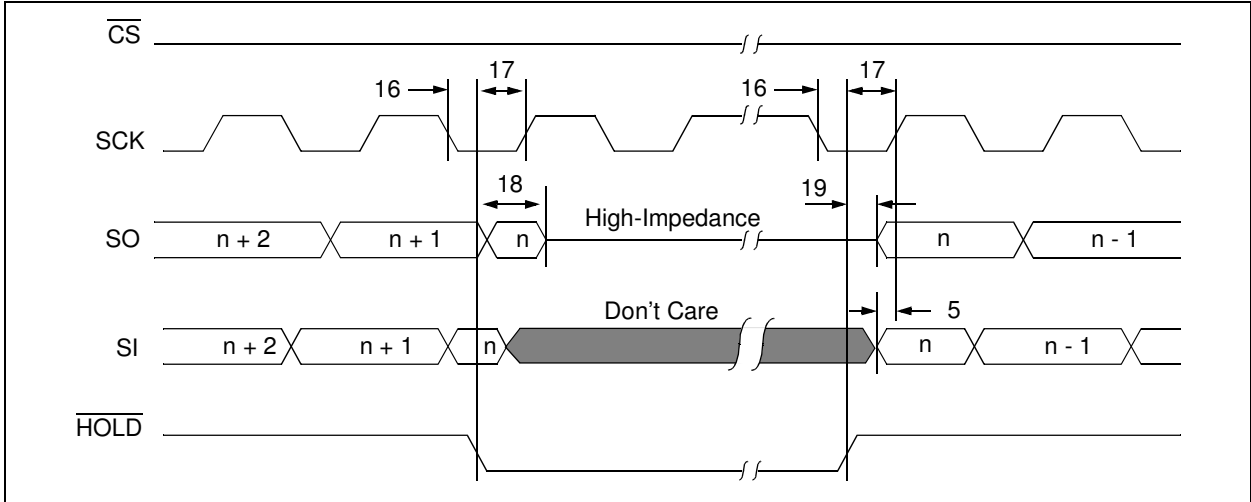 CS
17
17
16
16
SCK
18
19
High-Impedance
SO
n + 2
n + 1
n
n
n - 1
Don't Care
5
SI
n + 2
n + 1
n
n
n - 1
HOLD